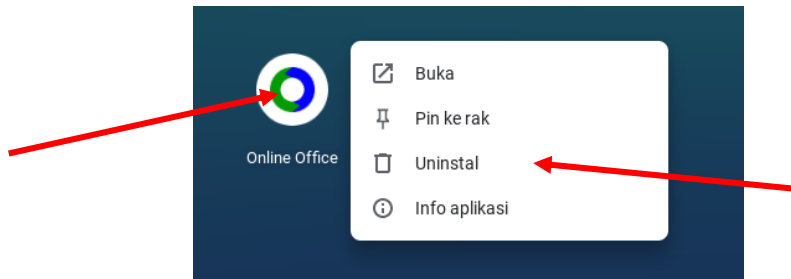 Online Office
Buka
Pin ke rak
Uninstal
Info aplikasi